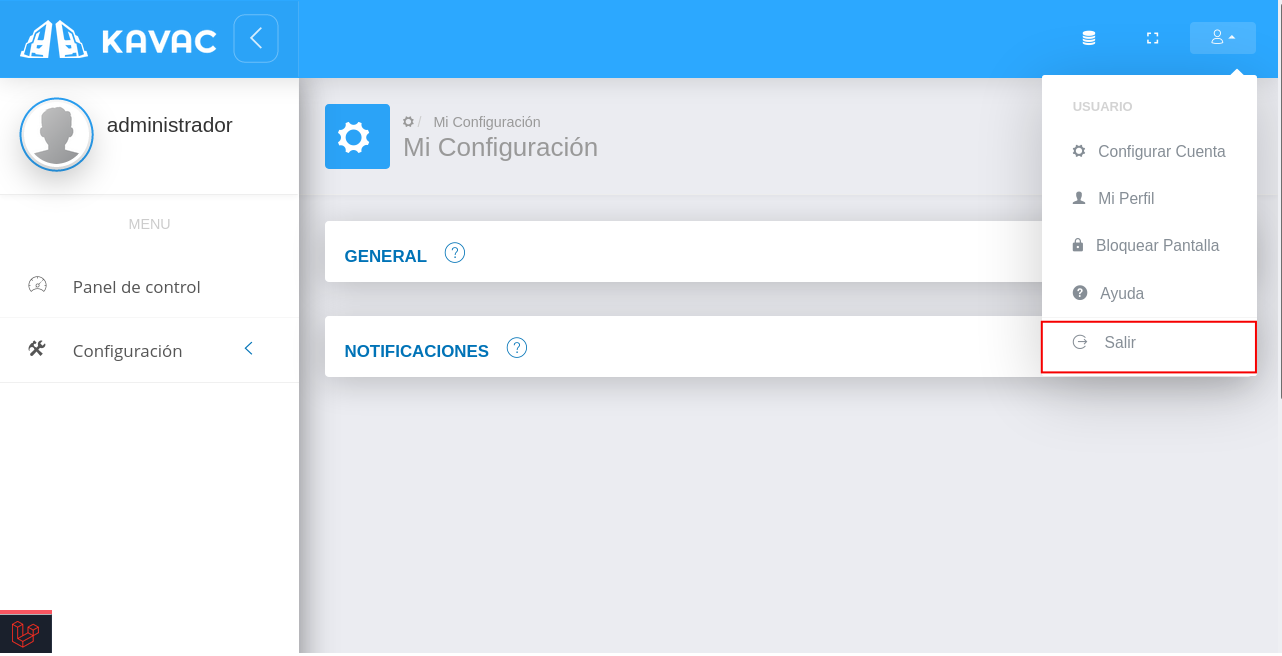 KAVAC
administrador
MENU
Panel de control
Configuración
/ Mi Configuración
Mi Configuración
GENERAL ?
NOTIFICACIONES ?
USUARIO
Configurar Cuenta
Mi Perfil
Bloquear Pantalla
Ayuda
Salir